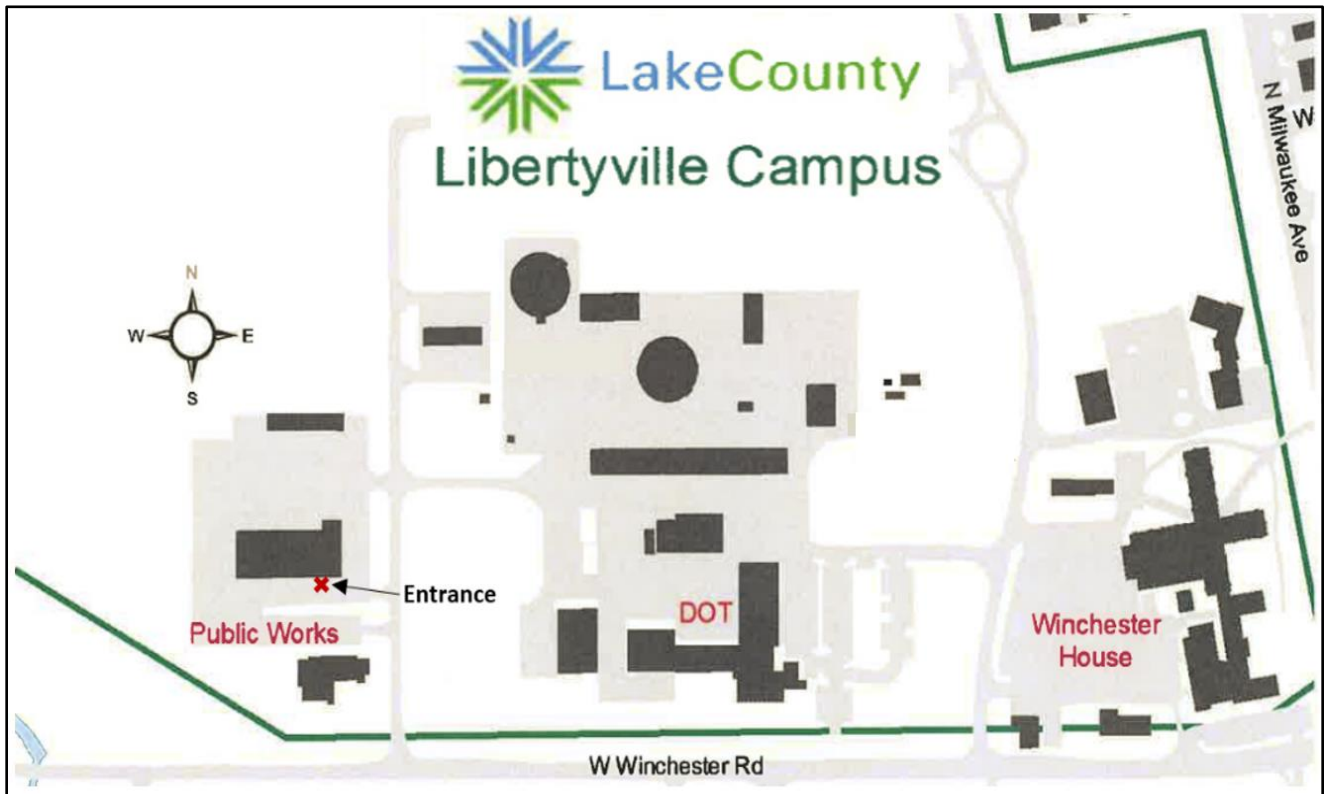 LakeCounty
Libertyville Campus
N Milwaukee Ave
W
N
W E
S
Entrance
Public Works
DOT
Winchester
House
W Winchester Rd